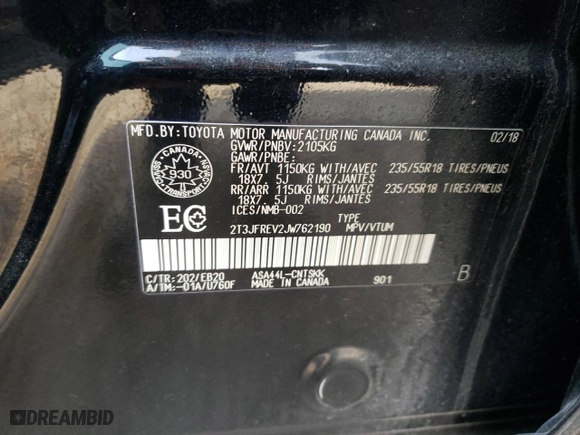 MFD.BY:TOYOTA MOTOR MANUFACTURING CANADA INC. 02/18
GVWR/PNBV:2105KG
GAWR/PNBE:
FR/AVT 1150KG WITH/AVEC 235/55R18 TIRES/PNEUS
18X7.5J RIMS/JANTES
RR/ARR 1150KG WITH/AVEC 235/55R18 TIRES/PNEUS
18X7.5J RIMS/JANTES
ICES/NMB-002
CANADA
930
EC
TYPE
2T3JFREV2JW762190 MPV/VTUM
C/TR:202/EB20 ASA44L-CNTSKK
A/TM:-01A/U760F MADE IN CANADA 901 B
DREAMBID